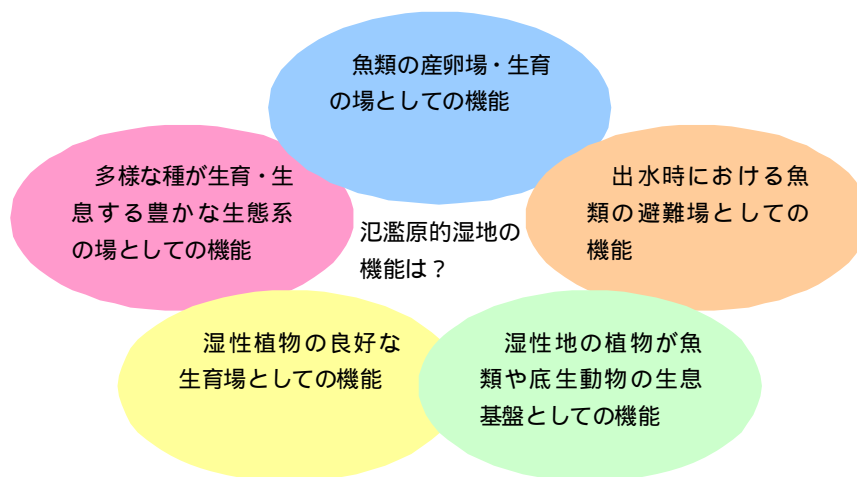 魚類の産卵場・生育
の場としての機能
多様な種が生育・生
息する豊かな生態系
の場としての機能
出水時における魚
類の避難場としての
機能
氾濫原的湿地の
機能は？
湿性植物の良好な
生育場としての機能
湿性地の植物が魚
類や底生動物の生息
基盤としての機能